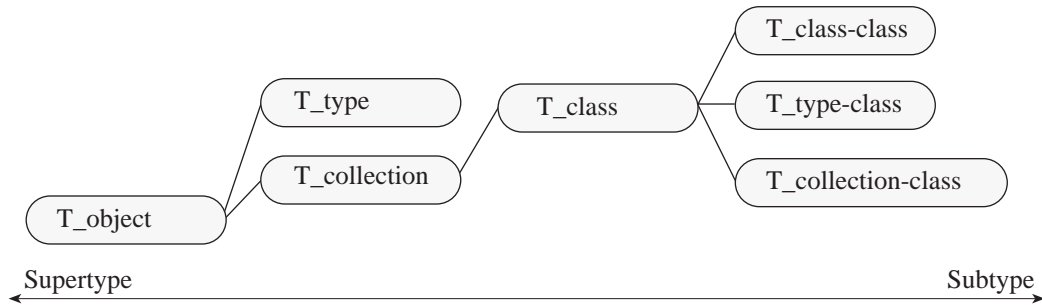 T_class-class
T_type
T_class
T_type-class
T_collection
T_collection-class
T_object
Supertype
Subtype